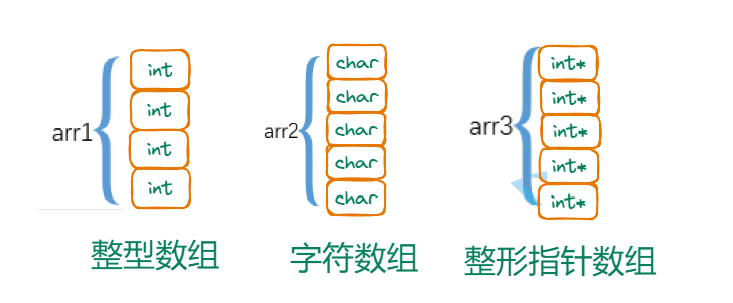 arr1
int
int
int
int
整型数组
arr2
char
char
char
char
char
字符数组
arr3
int*
int*
int*
int*
int*
整形指针数组